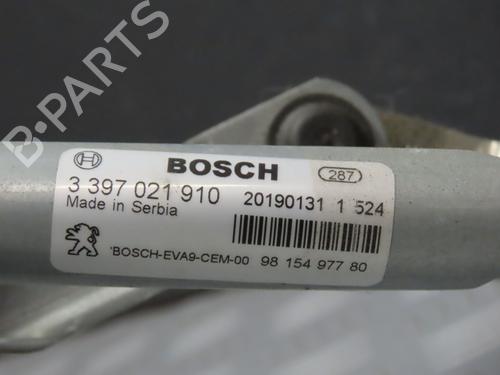 B-PARTS
BOSCH 287
3 397 021 910 20190131 1 524
Made in Serbia
'BOSCH-EVA9-CEM-00 98 154 977 80